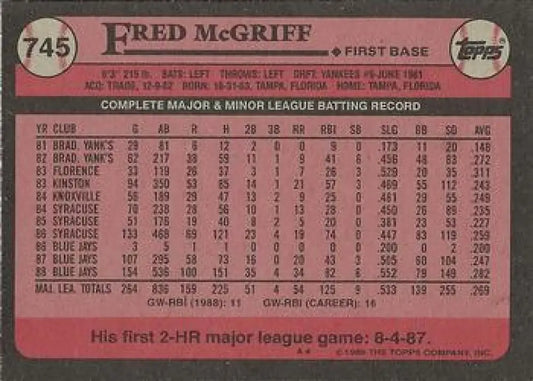 745
FRED McGRIFF
FIRST BASE
Topps
6'3" 215 lb. BATS: LEFT THROWS: LEFT DRFT: YANKEES #9-JUNE 1981
ACQ: TRADE, 12-9-82 BORN: 10-31-63, TAMPA, FLORIDA HOME: TAMPA, FLORIDA
COMPLETE MAJOR & MINOR LEAGUE BATTING RECORD
YR CLUB G AB R H 2B 3B HR RBI SB SLG BB SO AVG
81 BRAD. YANK'S 29 81 6 12 2 0 0 9 0 .173 11 20 .148
82 BRAD. YANK'S 62 217 38 59 11 1 9 41 6 .456 48 83 .272
83 FLORENCE 33 119 26 37 3 1 7 26 3 .529 20 35 .311
83 KINSTON 94 350 53 85 14 1 21 57 3 .469 55 112 .243
84 KNOXVILLE 56 189 29 47 13 2 9 25 0 .481 29 55 .249
84 SYRACUSE 70 238 28 56 10 1 13 28 0 .450 26 89 .235
85 SYRACUSE 51 176 19 40 8 2 5 20 0 .381 23 53 .227
86 SYRACUSE 133 468 69 121 23 4 19 74 0 .447 83 119 .259
86 BLUE JAYS 3 5 1 1 0 0 0 0 0 .200 0 2 .200
87 BLUE JAYS 107 295 58 73 16 0 20 43 3 .505 60 104 .247
88 BLUE JAYS 154 536 100 151 35 4 34 82 6 .552 79 149 .282
MAJ. LEA. TOTALS 264 836 159 225 51 4 54 125 9 .533 139 255 .269
GW-RBI (1988): 11 GW-RBI (CAREER): 16
His first 2-HR major league game: 8-4-87.
A★ © 1989 THE TOPPS COMPANY, INC.